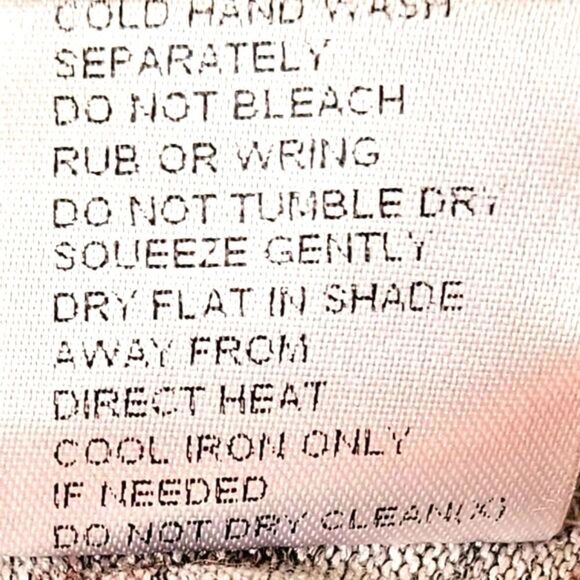 COLD HAND WASH
SEPARATELY
DO NOT BLEACH
RUB OR WRING
DO NOT TUMBLE DRY
SQUEEZE GENTLY
DRY FLAT IN SHADE
AWAY FROM
DIRECT HEAT
COOL IRON ONLY
IF NEEDED
DO NOT DRY CLEAN(X)